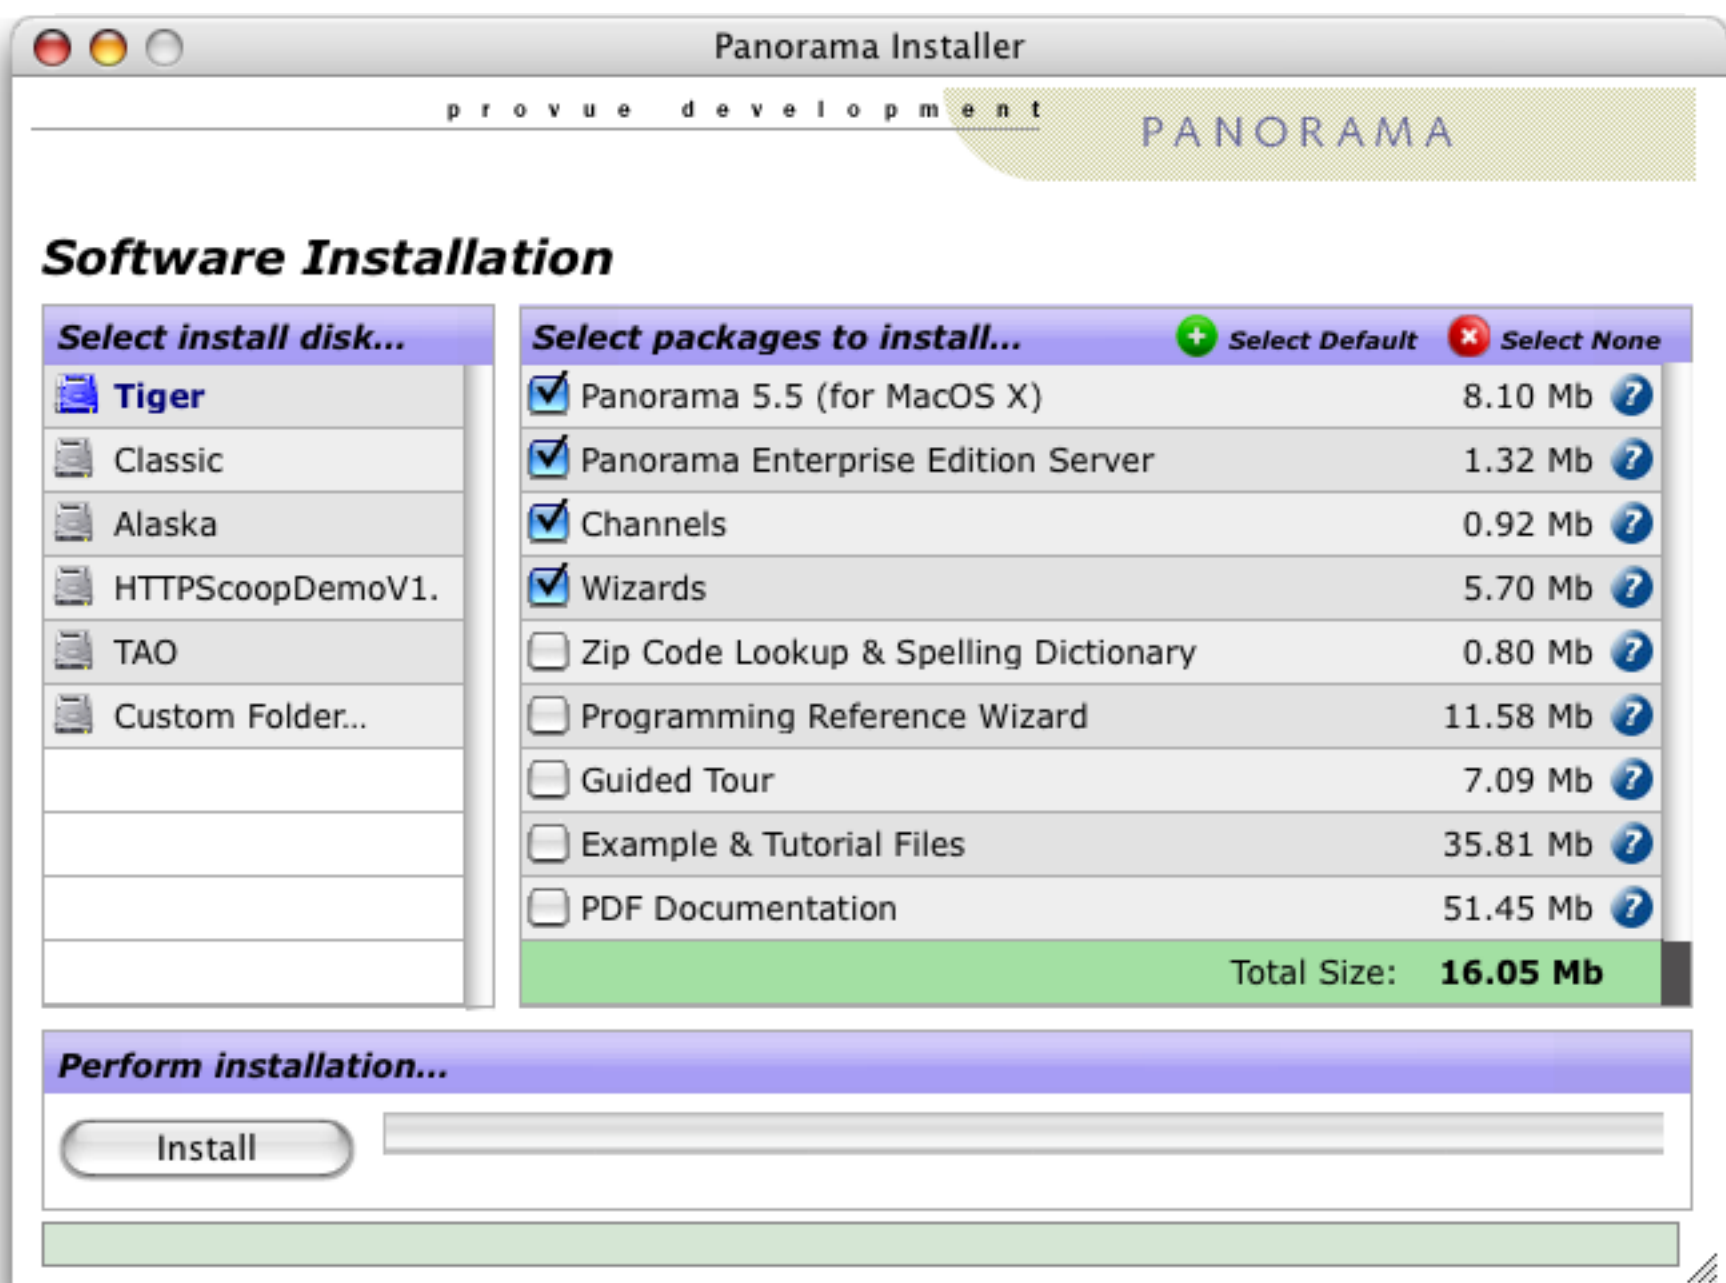 Panorama Installer
provue development
PANORAMA
Software Installation
Select install disk...
Tiger
Classic
Alaska
HTTPScoopDemoV1.
TAO
Custom Folder...
Select packages to install... Select Default Select None
Panorama 5.5 (for MacOS X) 8.10 Mb
Panorama Enterprise Edition Server 1.32 Mb
Channels 0.92 Mb
Wizards 5.70 Mb
Zip Code Lookup & Spelling Dictionary 0.80 Mb
Programming Reference Wizard 11.58 Mb
Guided Tour 7.09 Mb
Example & Tutorial Files 35.81 Mb
PDF Documentation 51.45 Mb
Total Size: 16.05 Mb
Perform installation...
Install